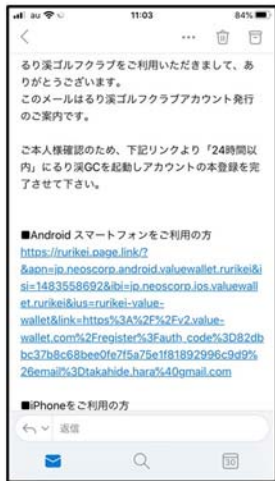 au 11:03 84%
るり溪ゴルフクラブをご利用いただきまして、あ
りがとうございます。
このメールはるり溪ゴルフクラブアカウント発行
のご案内です。
ご本人様確認のため、下記リンクより「24時間以
内」にるり溪GCを起動しアカウントの本登録を完
了させて下さい。
■Android スマートフォンをご利用の方
https://rurikei.page.link/?
&apn=jp.neoscorp.android.valuewallet.rurikei&i
si=1483558692&ibi=jp.neoscorp.ios.valuewall
et.rurikei&ius=rurikei-value-
wallet&link=https%3A%2F%2Fv2.value-
wallet.com%2Fregister%3Fauth_code%3D82db
bc37b8c68bee0fe7f5a75e1f81892996c9d9%
26email%3Dtakahide.hara%40gmail.com
■iPhoneをご利用の方
返信
30